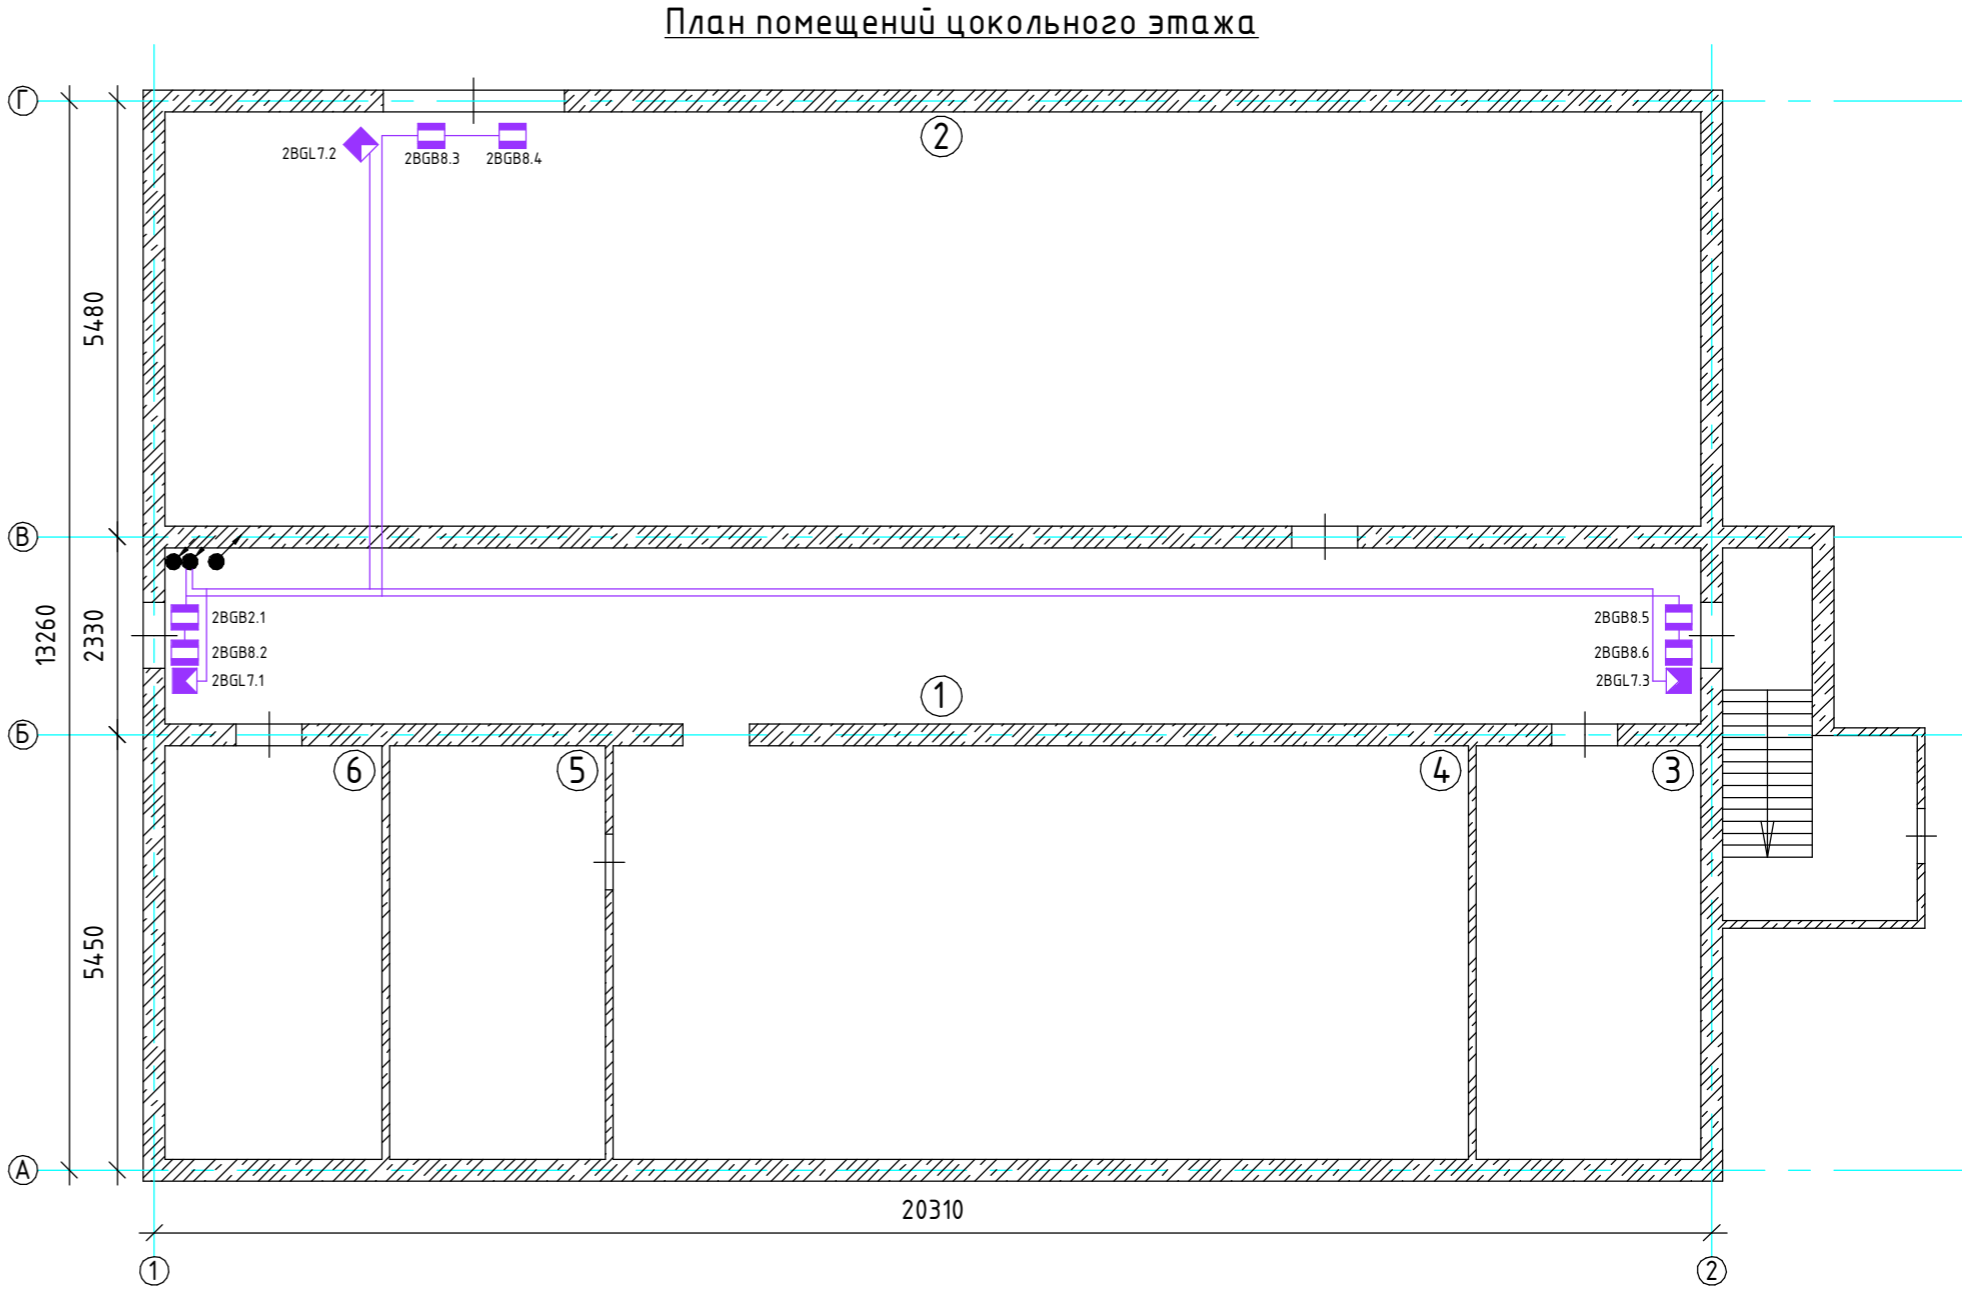 План помещений цокольного этажа
Г
2
2BGL7.2
2BGB8.3
2BGB8.4
5480
В
13260
2330
2BGB2.1
2BGB8.5
2BGB8.2
2BGB8.6
2BGL7.1
2BGL7.3
1
Б
6
5
4
3
5450
А
20310
1
2